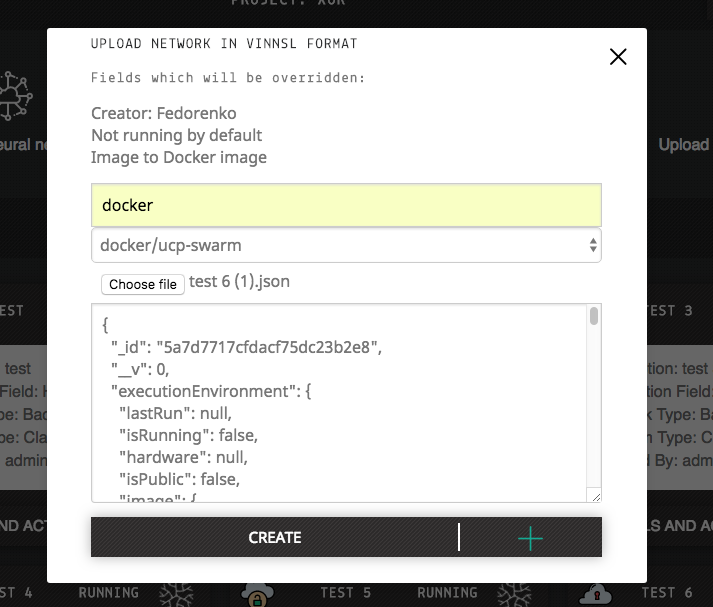 PROJECT: XOR
UPLOAD NETWORK IN VINNSL FORMAT
Fields which will be overridden:
Creator: Fedorenko
Not running by default
Image to Docker image
docker
docker/ucp-swarm
Choose file test 6 (1).json
{
"_id": "5a7d7717cfdacf75dc23b2e8",
"__v": 0,
"executionEnvironment": {
"lastRun": null,
"isRunning": false,
"hardware": null,
"isPublic": false,
"image": {
CREATE
eural ne
Upload
EST
EST 3
test
Field: H
pe: Bac
pe: Cla
admin
tion: test
tion Field:
k Type: Ba
n Type: C
d By: adm
ND ACT
LS AND A
ST 4 RUNNING TEST 5 RUNNING TEST 6